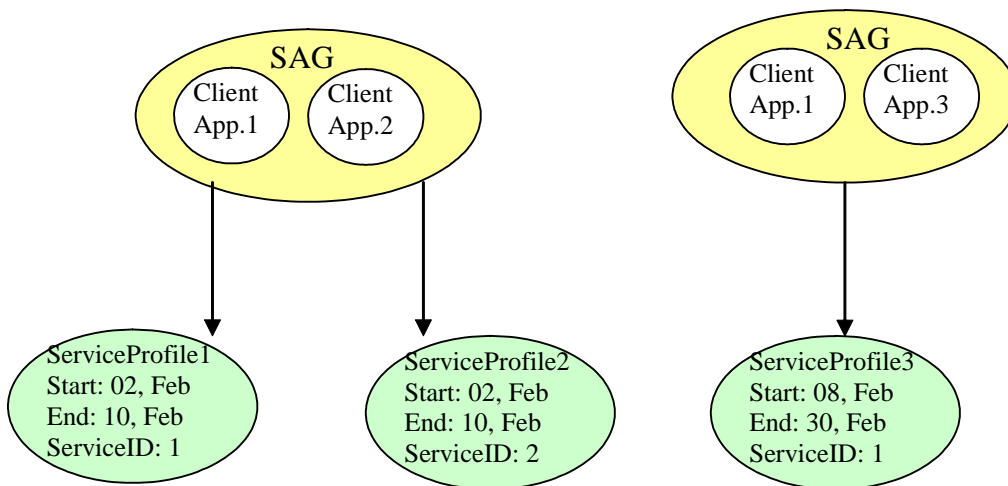 SAG
Client
App.1
Client
App.2
SAG
Client
App.1
Client
App.3
ServiceProfile1
Start: 02, Feb
End: 10, Feb
ServiceID: 1
ServiceProfile2
Start: 02, Feb
End: 10, Feb
ServiceID: 2
ServiceProfile3
Start: 08, Feb
End: 30, Feb
ServiceID: 1